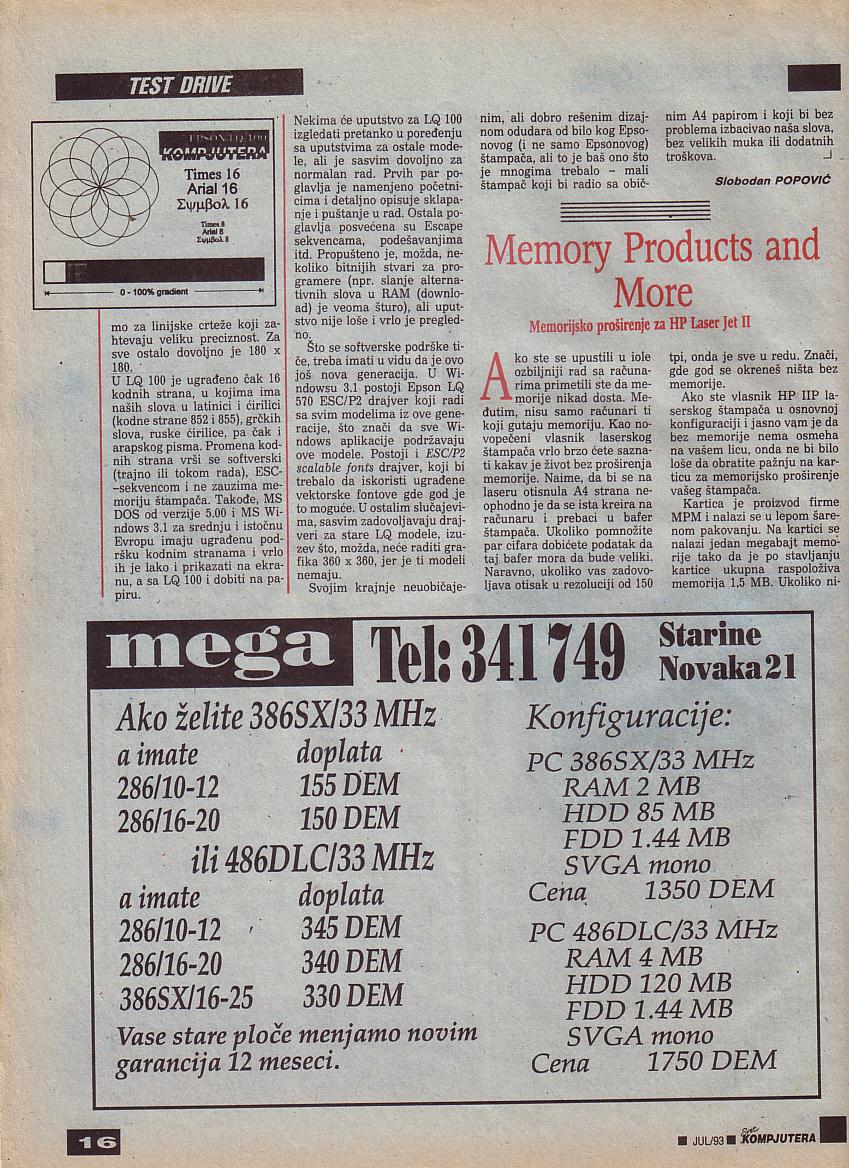 TEST DRIVE
EPSON LQ 100
KOMPJUTERA
Times 16
Arial 16
Σψμβολ 16
Times 8
Arial 8
Σψμβολ 8
0 - 100% gradient
mo za linijske crteže koji za-
htevaju veliku preciznost. Za
sve ostalo dovoljno je 180 x
180.
U LQ 100 je ugrađeno čak 16
kodnih strana, u kojima ima
naših slova u latinici i ćirilici
(kodne strane 852 i 855), grčkih
slova, ruske ćirilice, pa čak i
arapskog pisma. Promena kod-
nih strana vrši se softverski
(trajno ili tokom rada), ESC-
-sekvencom i ne zauzima me-
moriju štampača. Takođe, MS
DOS od verzije 5.00 i MS Wi-
ndows 3.1 za srednju i istočnu
Evropu imaju ugrađenu pod-
ršku kodnim stranama i vrlo
ih je lako i prikazati na ekra-
nu, a sa LQ 100 i dobiti na pa-
piru.
Nekima će uputstvo za LQ 100
izgledati pretanko u poređenju
sa uputstvima za ostale mode-
le, ali je sasvim dovoljno za
normalan rad. Prvih par po-
glavlja je namenjeno početni-
cima i detaljno opisuje sklapa-
nje i puštanje u rad. Ostala po-
glavlja posvećena su Escape
sekvencama, podešavanjima
itd. Propušteno je, možda, ne-
koliko bitnijih stvari za pro-
gramere (npr. slanje alterna-
tivnih slova u RAM (downlo-
ad) je veoma šturo), ali uput-
stvo nije loše i vrlo je pregled-
no.
Što se softverske podrške ti-
če, treba imati u vidu da je ovo
još nova generacija. U Wi-
ndowsu 3.1 postoji Epson LQ
570 ESC/P2 drajver koji radi
sa svim modelima iz ove gene-
racije, što znači da sve Wi-
ndows aplikacije podržavaju
ove modele. Postoji i ESC/P2
scalable fonts drajver, koji bi
trebalo da iskoristi ugrađene
vektorske fontove gde god je
to moguće. U ostalim slučajevi-
ma, sasvim zadovoljavaju draj-
veri za stare LQ modele, izu-
zev što, možda, neće raditi gra-
fika 360 x 360, jer je ti modeli
nemaju.
Svojim krajnje neuobičaje-
nim, ali dobro rešenim dizaj-
nom odudara od bilo kog Epso-
novog (i ne samo Epsonovog)
štampača, ali to je baš ono što
je mnogima trebalo – mali
štampač koji bi radio sa obič-
nim A4 papirom i koji bi bez
problema izbacivao naša slova,
bez velikih muka ili dodatnih
troškova.
Slobodan POPOVIĆ
Memory Products and
More
Memorijsko proširenje za HP Laser Jet II
Ako ste se upustili u iole
ozbiljniji rad sa računa-
rima primetili ste da me-
morije nikad dosta. Me-
đutim, nisu samo računari ti
koji gutaju memoriju. Kao no-
vopečeni vlasnik laserskog
štampača vrlo brzo ćete sazna-
ti kakav je život bez proširenja
memorije. Naime, da bi se na
laseru otisnula A4 strana ne-
ophodno je da se ista kreira na
računaru i prebaci u bafer
štampača. Ukoliko pomnožite
par cifara dobićete podatak da
taj bafer mora da bude veliki.
Naravno, ukoliko vas zadovo-
ljava otisak u rezoluciji od 150
tpi, onda je sve u redu. Znači,
gde god se okreneš ništa bez
memorije.
Ako ste vlasnik HP IIP la-
serskog štampača u osnovnoj
konfiguraciji i jasno vam je da
bez memorije nema osmeha
na vašem licu, onda ne bi bilo
loše da obratite pažnju na kar-
ticu za memorijsko proširenje
vašeg štampača.
Kartica je proizvod firme
MPM i nalazi se u lepom šare-
nom pakovanju. Na kartici se
nalazi jedan megabajt memo-
rije tako da je po stavljanju
kartice ukupna raspoloživa
memorija 1,5 MB. Ukoliko ni-
mega
Tel: 341 749
Starine
Novaka 21
Ako želite 386SX/33 MHz
a imate doplata
286/10-12 155 DEM
286/16-20 150 DEM
ili 486DLC/33 MHz
a imate doplata
286/10-12 345 DEM
286/16-20 340 DEM
386SX/16-25 330 DEM
Vase stare ploče menjamo novim
garancija 12 meseci.
Konfiguracije:
PC 386SX/33 MHz
RAM 2 MB
HDD 85 MB
FDD 1.44 MB
SVGA mono
Cena 1350 DEM
PC 486DLC/33 MHz
RAM 4 MB
HDD 120 MB
FDD 1.44 MB
SVGA mono
Cena 1750 DEM
16
JUL/93 Svet KOMPJUTERA